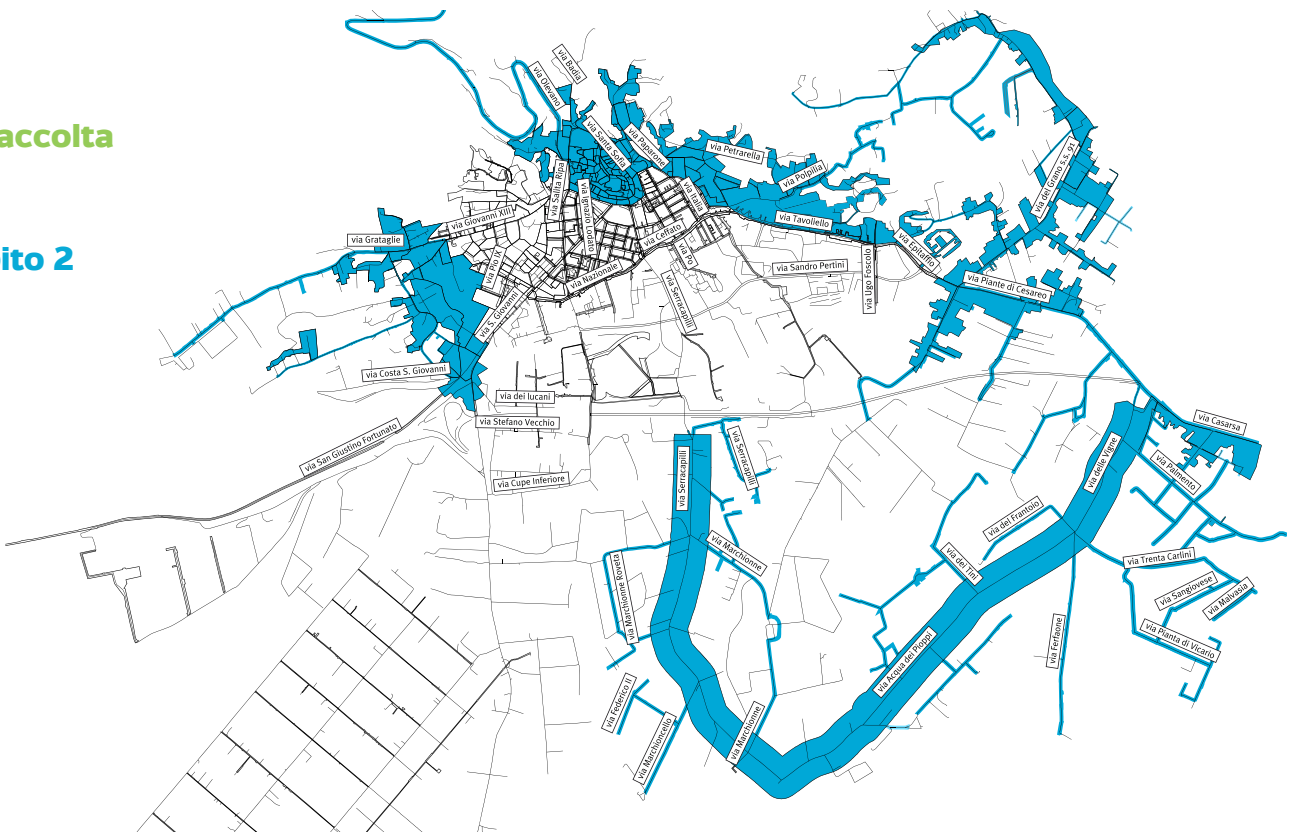 accolta
ito 2
via Badia
via Olevano
via Santa Sofia
via Paparone
via Petrarella
via Polpilia
via del Grano s.s. 91
via Salita Ripa
via Ignazio Lodato
via Italia
via Giovanni XIII
via Grataglie
via Tavoliello
via Ceffato
via Epitaffio
via Po
via Pio IX
via Nazionale
via Sandro Pertini
via Ugo Foscolo
via Piante di Cesareo
via S. Giovanni
via Serracapilli
via Costa S. Giovanni
via dei lucani
via Stefano Vecchio
via Casarsa
via San Giustino Fortunato
via Serracapilli
via Serracapilli
via delle Vigne
via Palmento
via Cupe Inferiore
via del Frantoio
via Marchionne
via Marchionne Rovera
via dei Tini
via Trenta Carlini
via Sangiovese
via Malvasia
via Pianta di Vicario
via Ferfaone
via Acqua dei Pioppi
via Federico II
via Marchioncello
via Marchionne